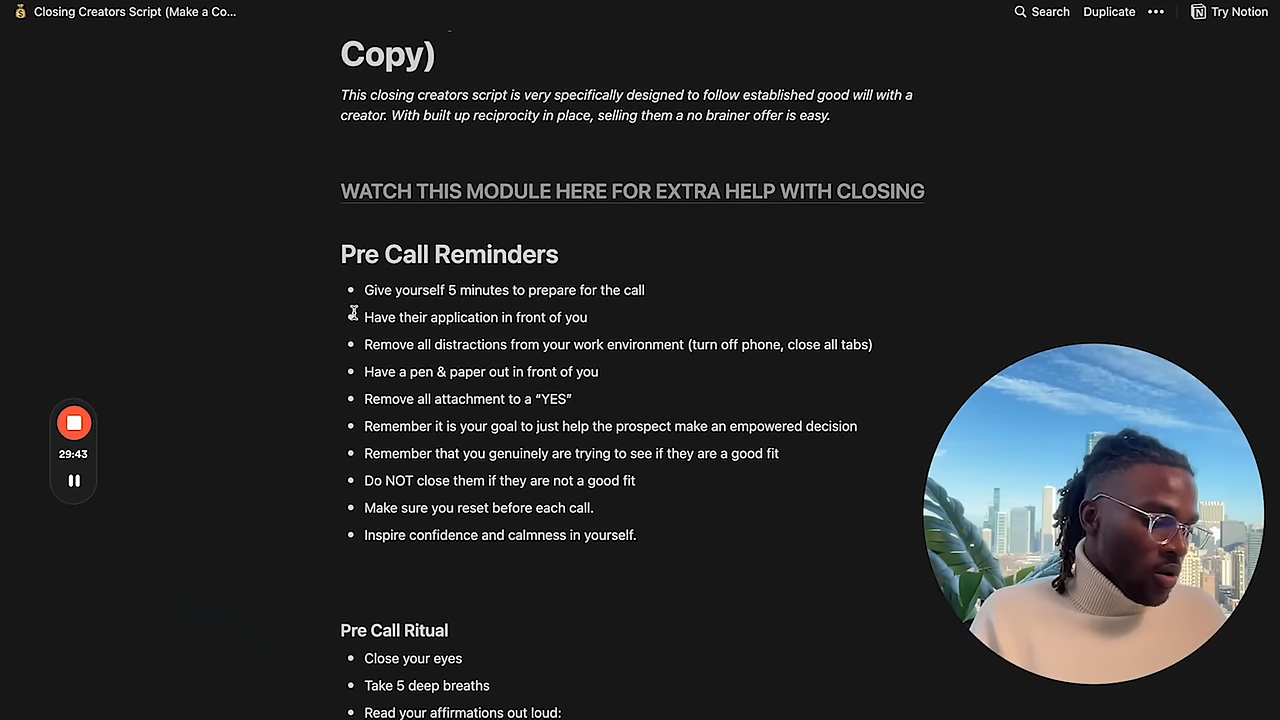 💰 Closing Creators Script (Make a Co...
Search Duplicate ••• Try Notion
Copy)
This closing creators script is very specifically designed to follow established good will with a
creator. With built up reciprocity in place, selling them a no brainer offer is easy.
WATCH THIS MODULE HERE FOR EXTRA HELP WITH CLOSING
Pre Call Reminders
• Give yourself 5 minutes to prepare for the call
• Have their application in front of you
• Remove all distractions from your work environment (turn off phone, close all tabs)
• Have a pen & paper out in front of you
• Remove all attachment to a “YES”
• Remember it is your goal to just help the prospect make an empowered decision
• Remember that you genuinely are trying to see if they are a good fit
• Do NOT close them if they are not a good fit
• Make sure you reset before each call.
• Inspire confidence and calmness in yourself.
29:43
Pre Call Ritual
• Close your eyes
• Take 5 deep breaths
• Read your affirmations out loud: